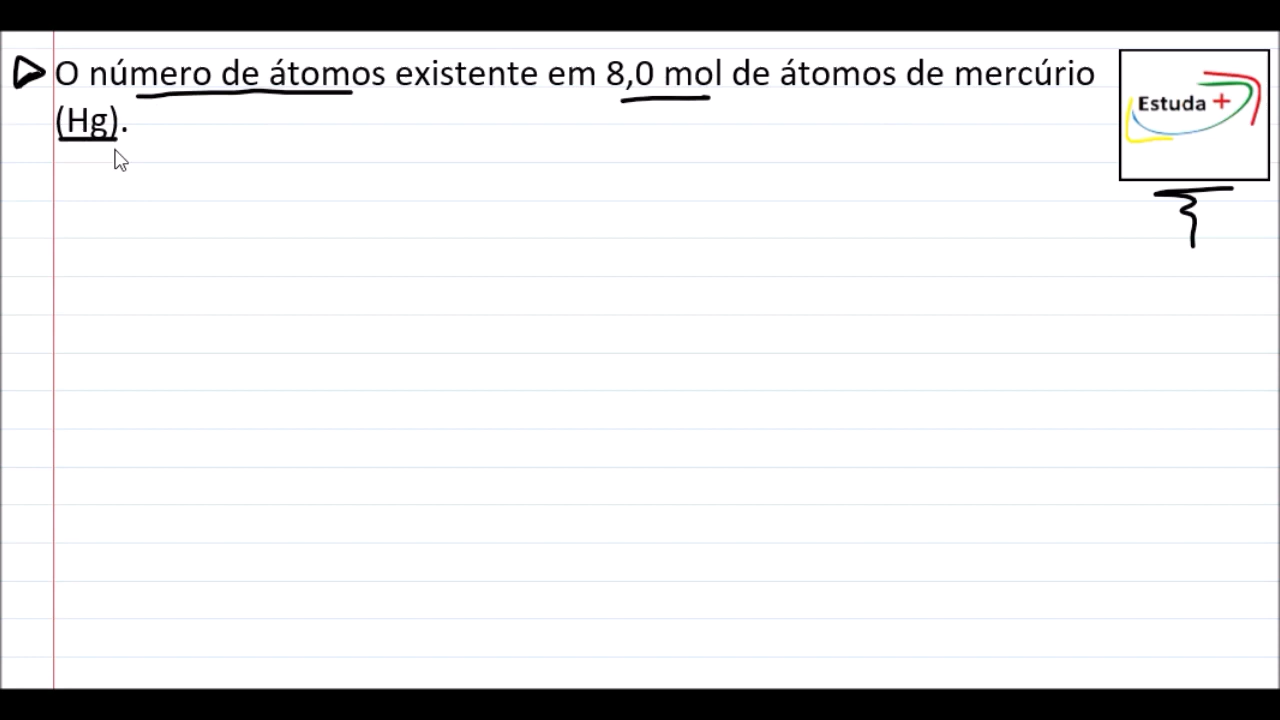 O número de átomos existente em 8,0 mol de átomos de mercúrio
(Hg).
Estuda +